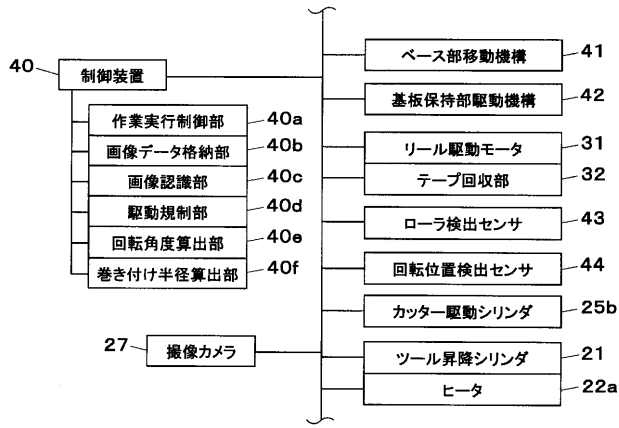 40 制御装置
作業実行制御部 40a
画像データ格納部 40b
画像認識部 40c
駆動規制部 40d
回転角度算出部 40e
巻き付け半径算出部 40f
27 撮像カメラ
ベース部移動機構 41
基板保持部駆動機構 42
リール駆動モータ 31
テープ回収部 32
ローラ検出センサ 43
回転位置検出センサ 44
カッター駆動シリンダ 25b
ツール昇降シリンダ 21
ヒータ 22a